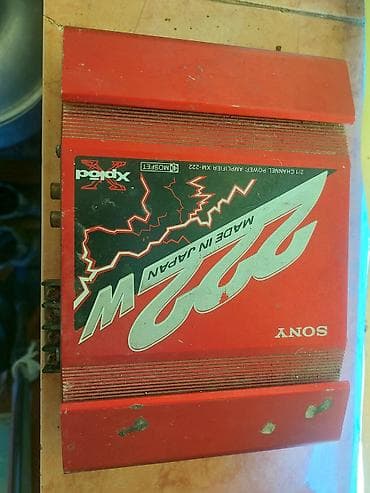 SONY
222W
MADE IN JAPAN
2/1 CHANNEL POWER AMPLIFIER XM-222
MOSFET
Xplod